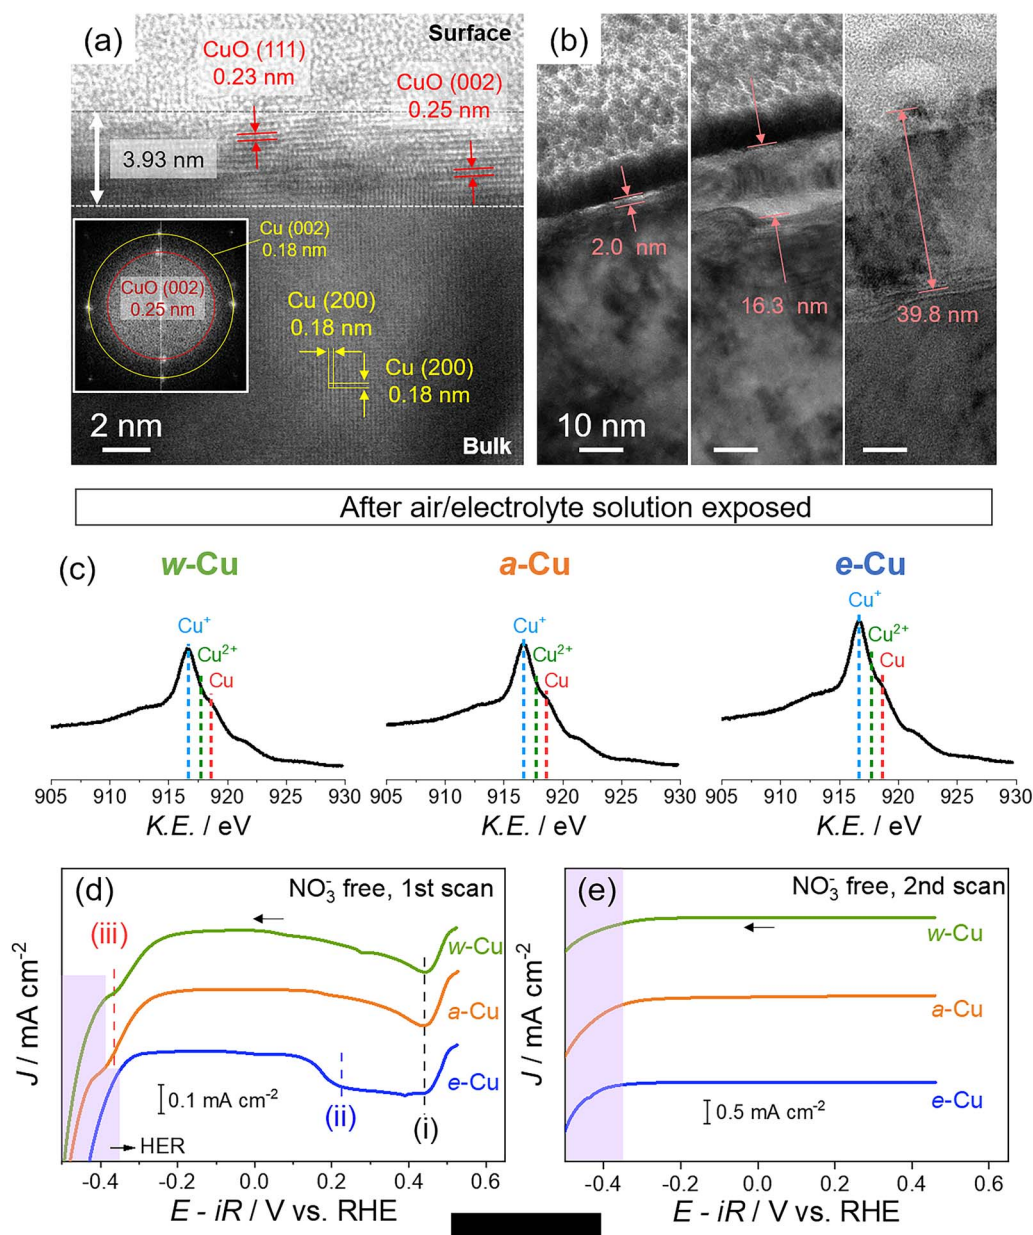 (a)
Surface
CuO (111)
0.23 nm
CuO (002)
0.25 nm
3.93 nm
Cu (002)
0.18 nm
CuO (002)
0.25 nm
Cu (200)
0.18 nm
Cu (200)
0.18 nm
2 nm
Bulk
(b)
2.0 nm
16.3 nm
39.8 nm
10 nm
After air/electrolyte solution exposed
(c)
w-Cu
a-Cu
e-Cu
Cu⁺
Cu²⁺
Cu
Cu⁺
Cu²⁺
Cu
Cu⁺
Cu²⁺
Cu
905 910 915 920 925 930
905 910 915 920 925 930
905 910 915 920 925 930
K.E. / eV
K.E. / eV
K.E. / eV
(d)
NO₃⁻ free, 1st scan
(iii)
w-Cu
a-Cu
e-Cu
0.1 mA cm⁻²
(ii)
(i)
HER
J / mA cm⁻²
-0.4 -0.2 0.0 0.2 0.4 0.6
E - iR / V vs. RHE
(e)
NO₃⁻ free, 2nd scan
w-Cu
a-Cu
e-Cu
0.5 mA cm⁻²
J / mA cm⁻²
-0.4 -0.2 0.0 0.2 0.4 0.6
E - iR / V vs. RHE